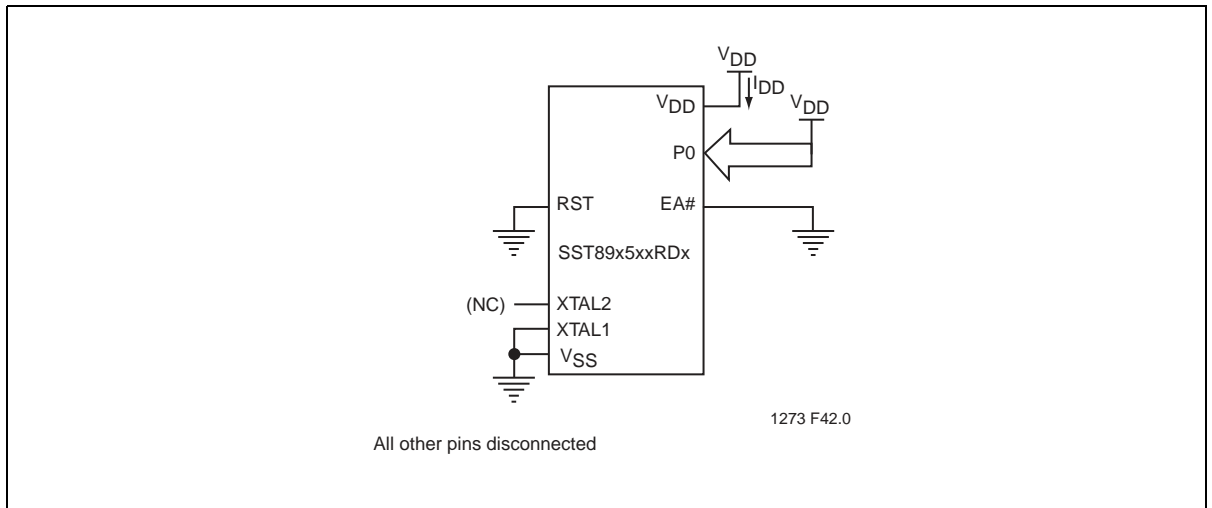 VDD
IDD
VDD
VDD
P0
RST
EA#
SST89x5xxRDx
(NC)
XTAL2
XTAL1
VSS
1273 F42.0
All other pins disconnected